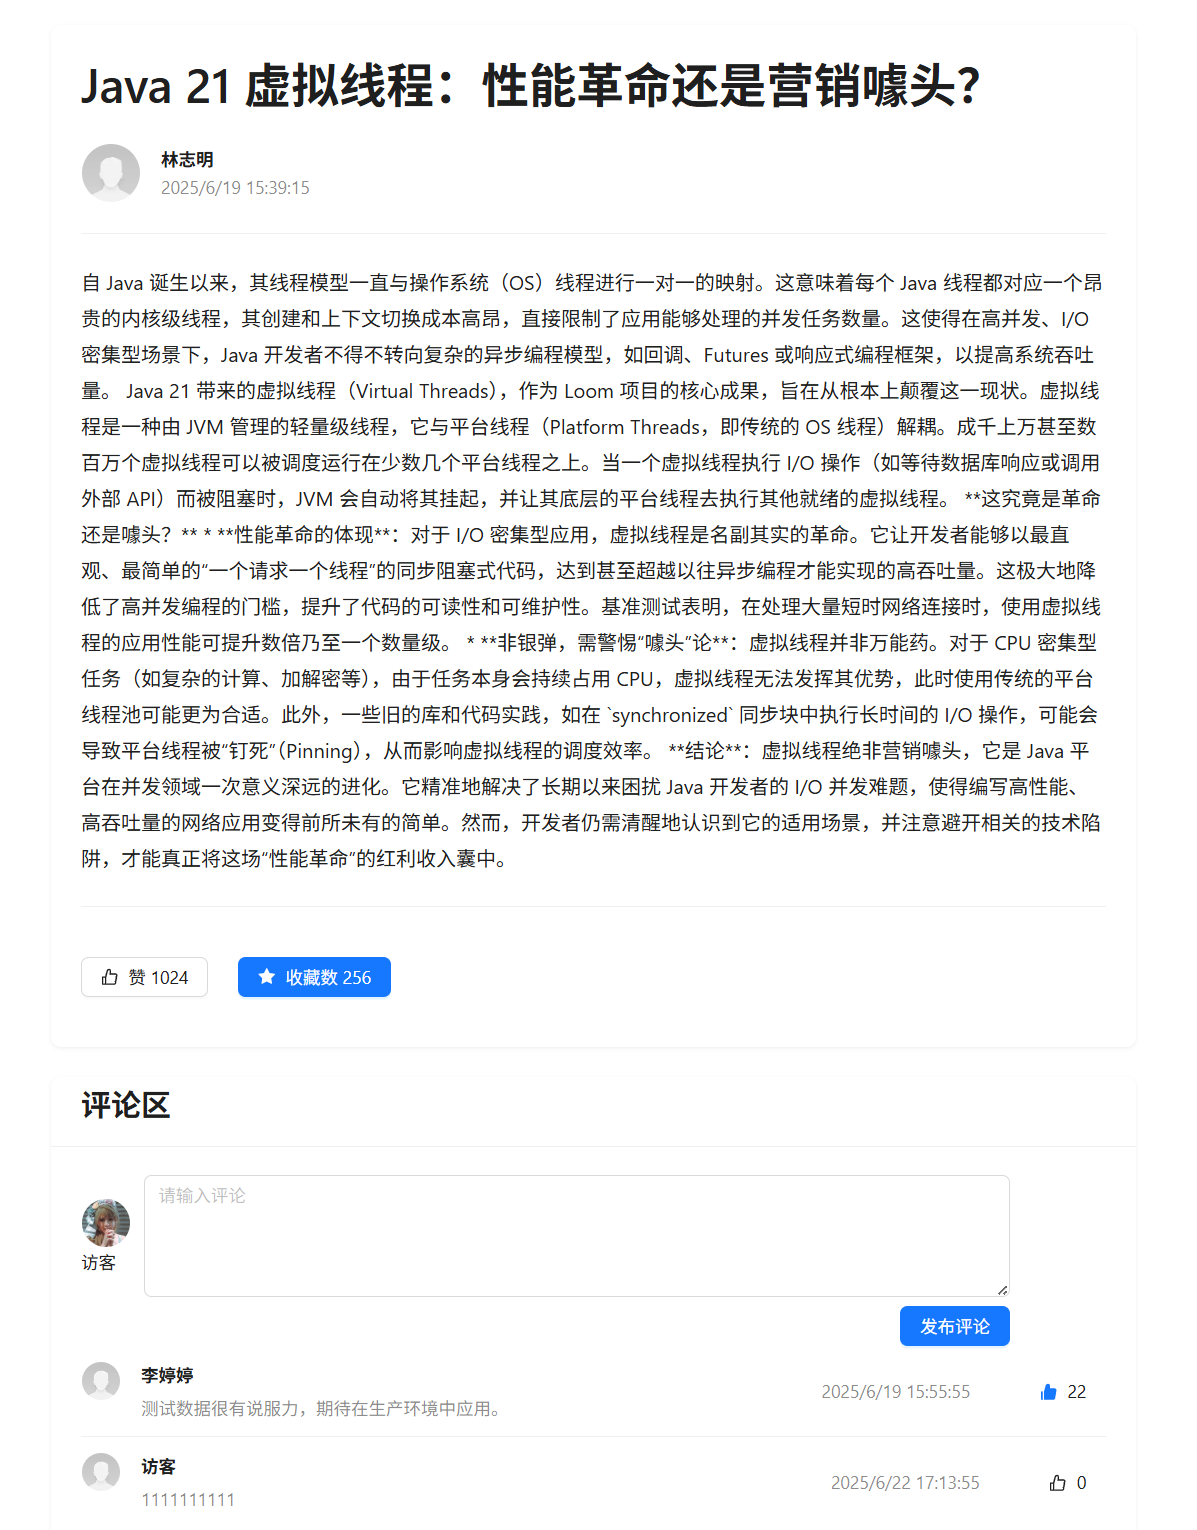 Java 21 虚拟线程：性能革命还是营销噱头？
林志明
2025/6/19 15:39:15
自 Java 诞生以来，其线程模型一直与操作系统（OS）线程进行一对一的映射。这意味着每个 Java 线程都对应一个昂
贵的内核级线程，其创建和上下文切换成本高昂，直接限制了应用能够处理的并发任务数量。这使得在高并发、I/O
密集型场景下，Java 开发者不得不转向复杂的异步编程模型，如回调、Futures 或响应式编程框架，以提高系统吞吐
量。 Java 21 带来的虚拟线程（Virtual Threads），作为 Loom 项目的核心成果，旨在从根本上颠覆这一现状。虚拟线
程是一种由 JVM 管理的轻量级线程，它与平台线程（Platform Threads，即传统的 OS 线程）解耦。成千上万甚至数
百万个虚拟线程可以被调度运行在少数几个平台线程之上。当一个虚拟线程执行 I/O 操作（如等待数据库响应或调用
外部 API）而被阻塞时，JVM 会自动将其挂起，并让其底层的平台线程去执行其他就绪的虚拟线程。 **这究竟是革命
还是噱头？** * **性能革命的体现**：对于 I/O 密集型应用，虚拟线程是名副其实的革命。它让开发者能够以最直
观、最简单的“一个请求一个线程”的同步阻塞式代码，达到甚至超越以往异步编程才能实现的高吞吐量。这极大地降
低了高并发编程的门槛，提升了代码的可读性和可维护性。基准测试表明，在处理大量短时网络连接时，使用虚拟线
程的应用性能可提升数倍乃至一个数量级。 * **非银弹，需警惕“噱头”论**：虚拟线程并非万能药。对于 CPU 密集型
任务（如复杂的计算、加解密等），由于任务本身会持续占用 CPU，虚拟线程无法发挥其优势，此时使用传统的平台
线程池可能更为合适。此外，一些旧的库和代码实践，如在 `synchronized` 同步块中执行长时间的 I/O 操作，可能会
导致平台线程被“钉死”（Pinning），从而影响虚拟线程的调度效率。 **结论**：虚拟线程绝非营销噱头，它是 Java 平
台在并发领域一次意义深远的进化。它精准地解决了长期以来困扰 Java 开发者的 I/O 并发难题，使得编写高性能、
高吞吐量的网络应用变得前所未有的简单。然而，开发者仍需清醒地认识到它的适用场景，并注意避开相关的技术陷
阱，才能真正将这场“性能革命”的红利收入囊中。
赞 1024
收藏数 256
评论区
请输入评论
访客
发布评论
李婷婷
测试数据很有说服力，期待在生产环境中应用。
2025/6/19 15:55:55
22
访客
1111111111
2025/6/22 17:13:55
0